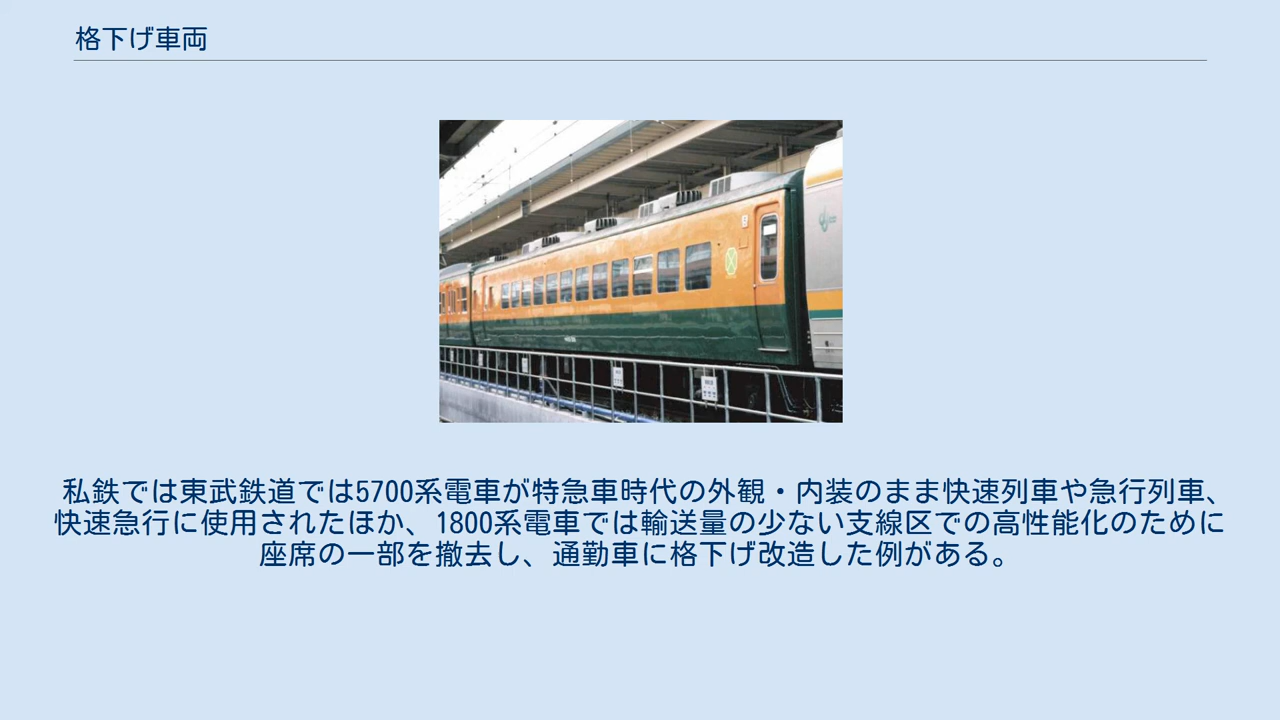 格下げ車両
私鉄では東武鉄道では5700系電車が特急車時代の外観・内装のまま快速列車や急行列車、
快速急行に使用されたほか、1800系電車では輸送量の少ない支線区での高性能化のために
座席の一部を撤去し、通勤車に格下げ改造した例がある。